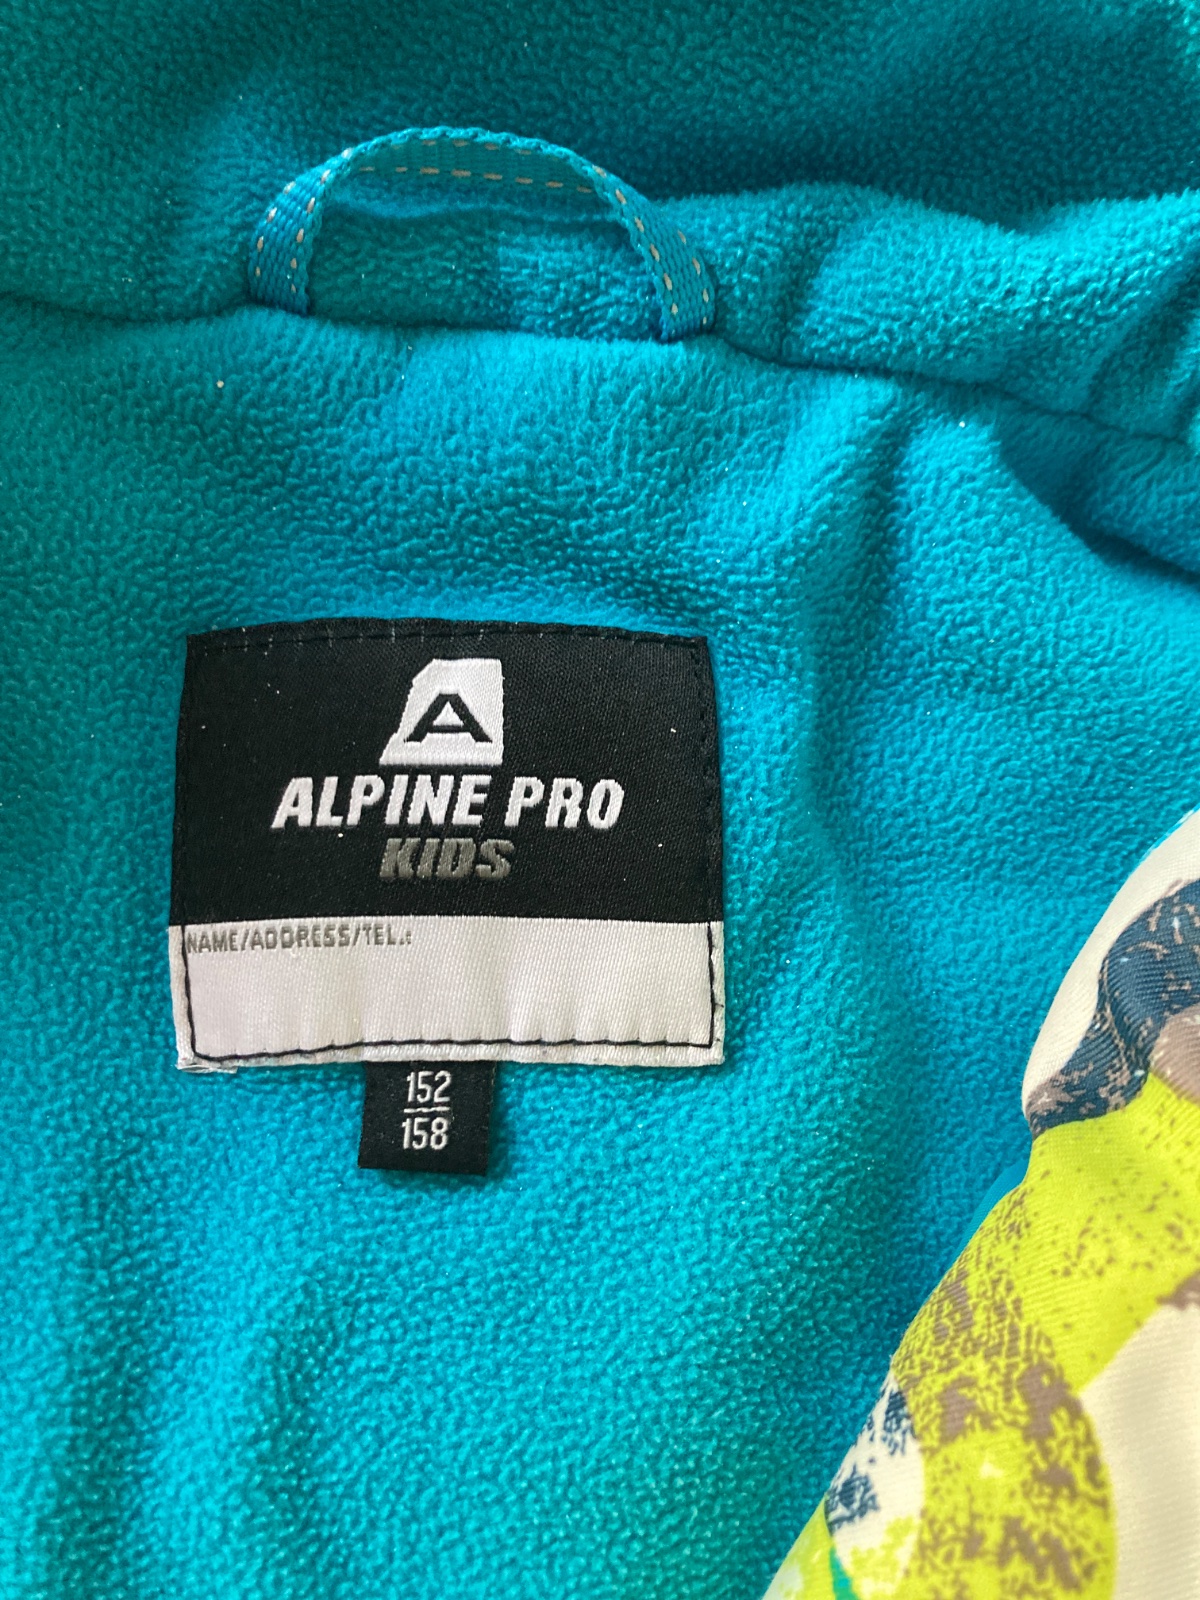 A
ALPINE PRO
KIDS
NAME/ADDRESS/TEL.:
152
158